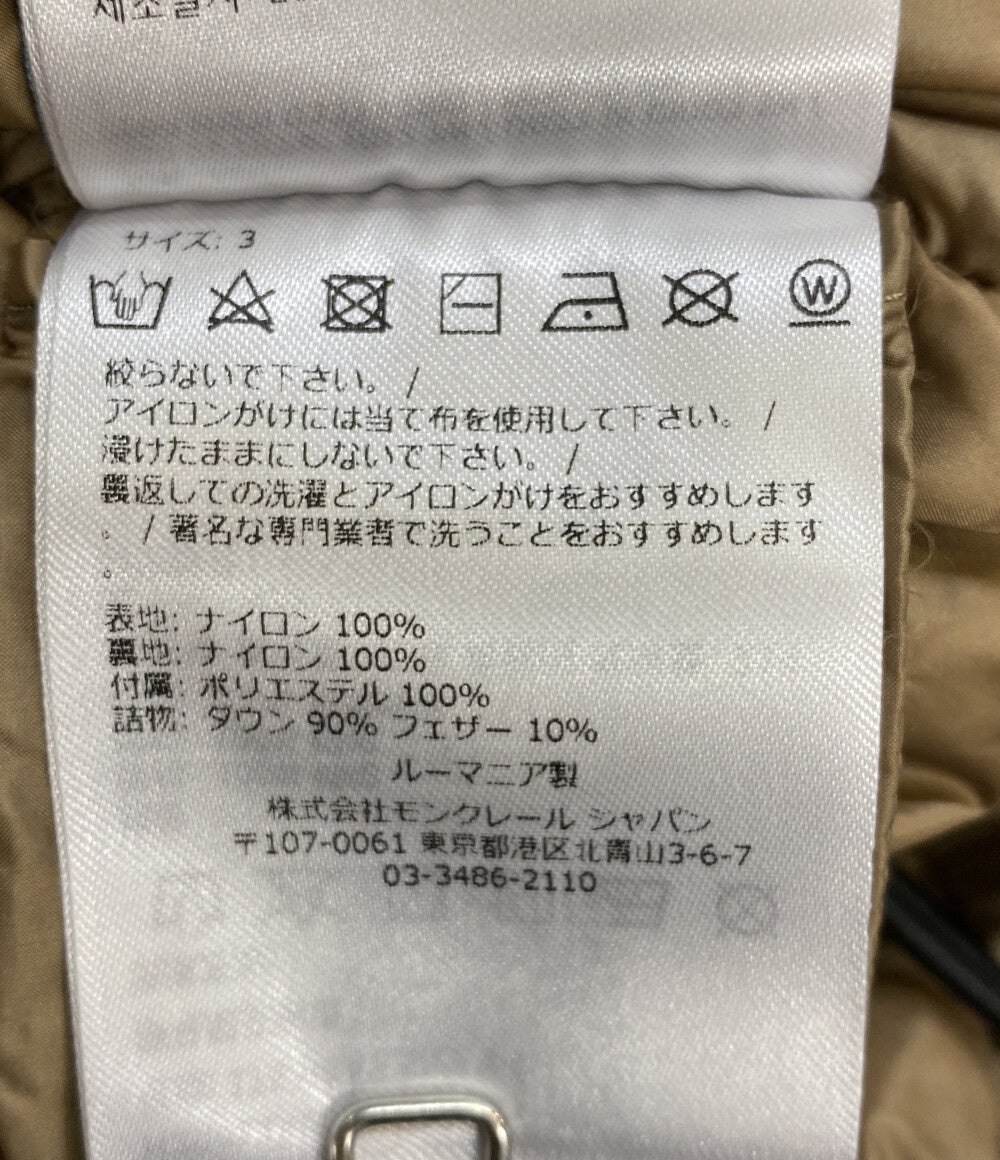 サイズ: 3
W
絞らないで下さい。 /
アイロンがけには当て布を使用して下さい。 /
浸けたままにしないで下さい。 /
裏返しての洗濯とアイロンがけをおすすめします
。 / 著名な専門業者で洗うことをおすすめします
。
表地: ナイロン 100%
裏地: ナイロン 100%
付属: ポリエステル 100%
詰物: ダウン 90% フェザー 10%
ルーマニア製
株式会社モンクレール ジャパン
〒107-0061 東京都港区北青山3-6-7
03-3486-2110